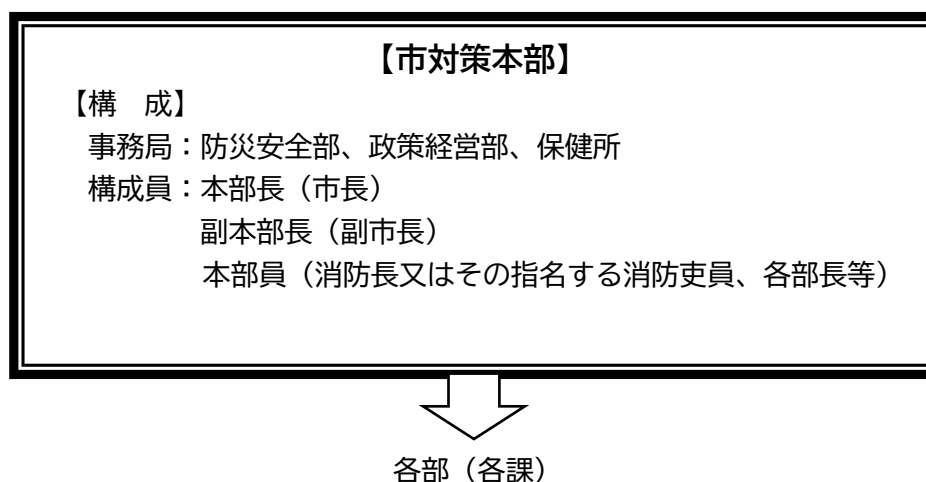 【市対策本部】
【構　成】
事務局：防災安全部、政策経営部、保健所
構成員：本部長（市長）
副本部長（副市長）
本部員（消防長又はその指名する消防吏員、各部長等）
各部（各課）